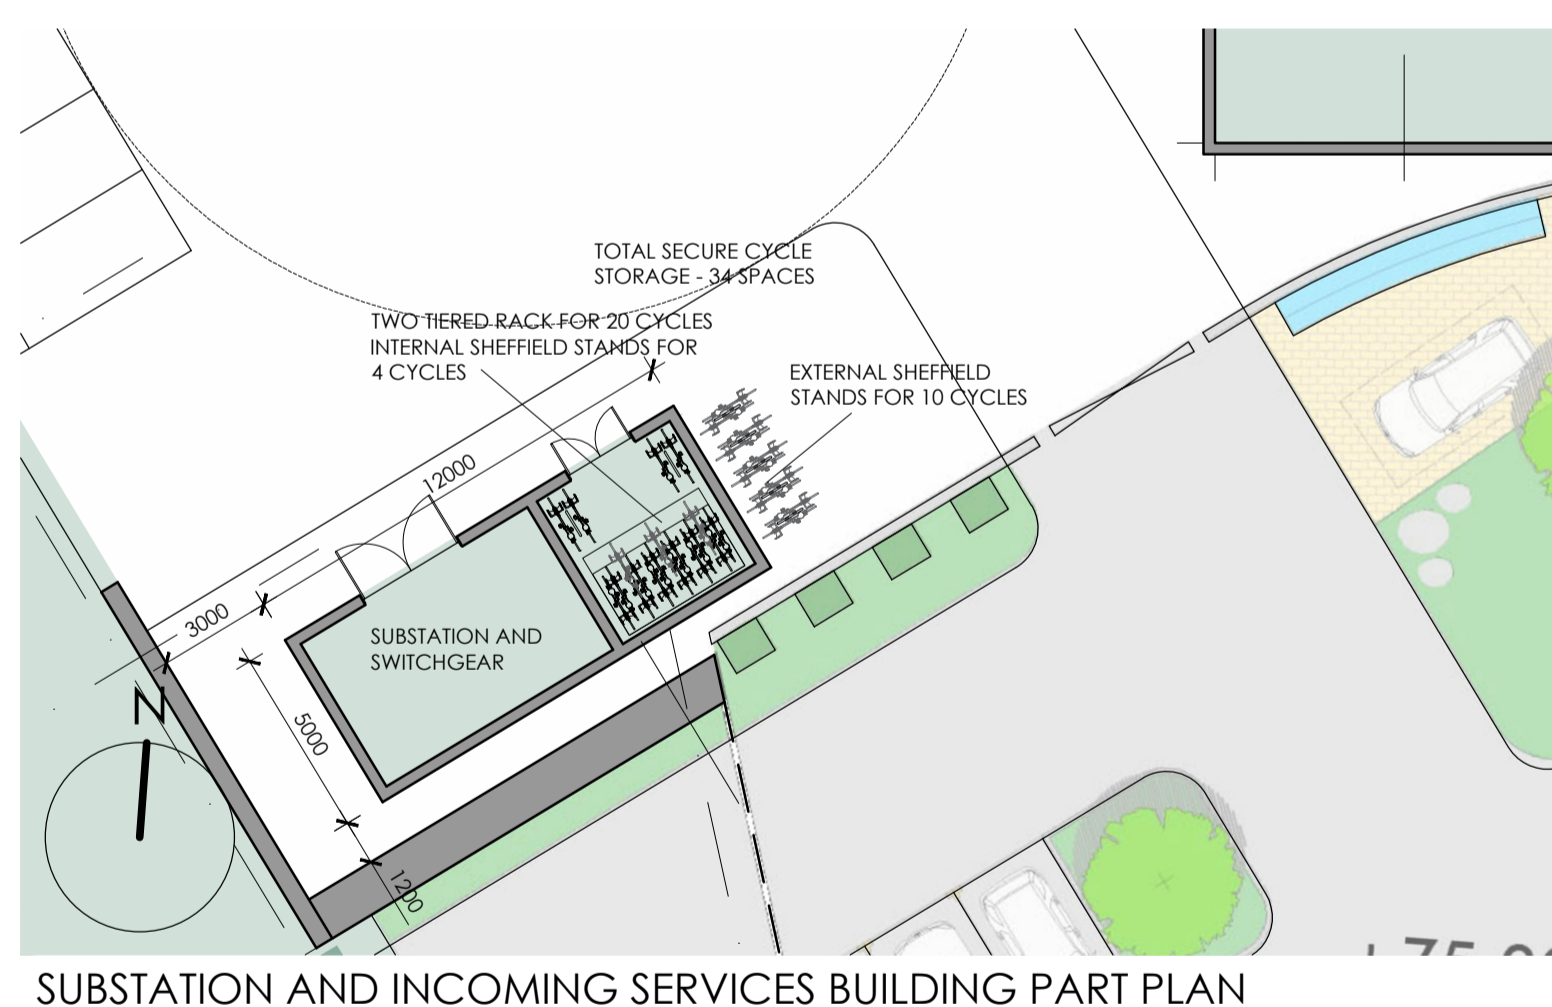 TOTAL SECURE CYCLE
STORAGE - 34 SPACES
TWO TIERED RACK FOR 20 CYCLES
INTERNAL SHEFFIELD STANDS FOR
4 CYCLES
EXTERNAL SHEFFIELD
STANDS FOR 10 CYCLES
12000
3000
SUBSTATION AND
SWITCHGEAR
N
5000
1200
SUBSTATION AND INCOMING SERVICES BUILDING PART PLAN